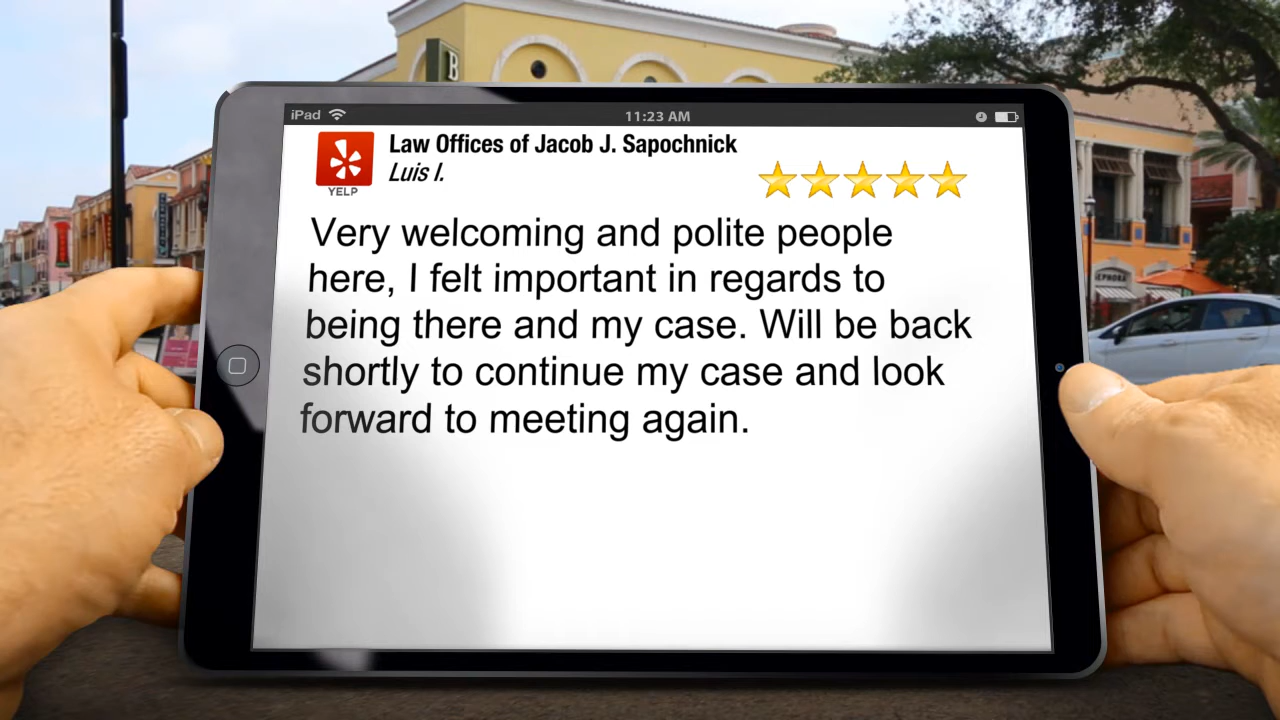 B
iPad
11:23 AM
Law Offices of Jacob J. Sapochnick
Luis I.
YELP
Very welcoming and polite people
here, I felt important in regards to
being there and my case. Will be back
shortly to continue my case and look
forward to meeting again.
SEPHORA